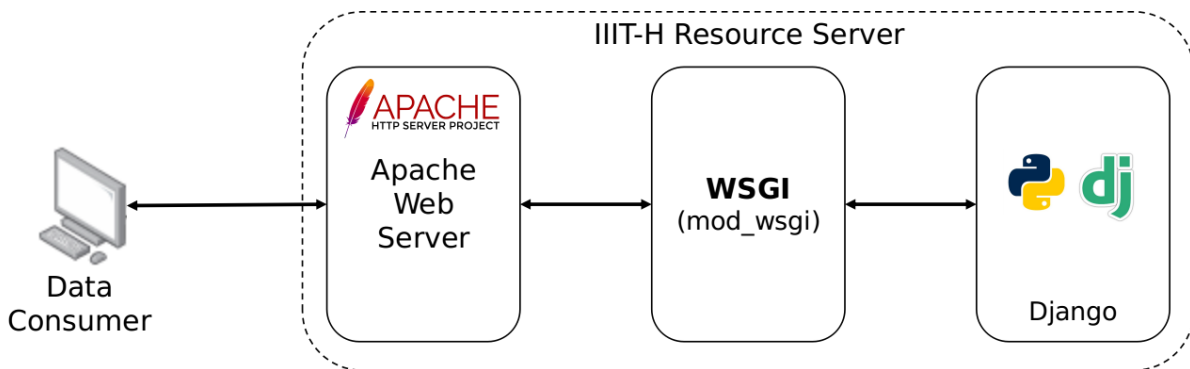 IIIT-H Resource Server
APACHE
HTTP SERVER PROJECT
Apache
Web
Server
WSGI
(mod_wsgi)
dj
Django
Data
Consumer